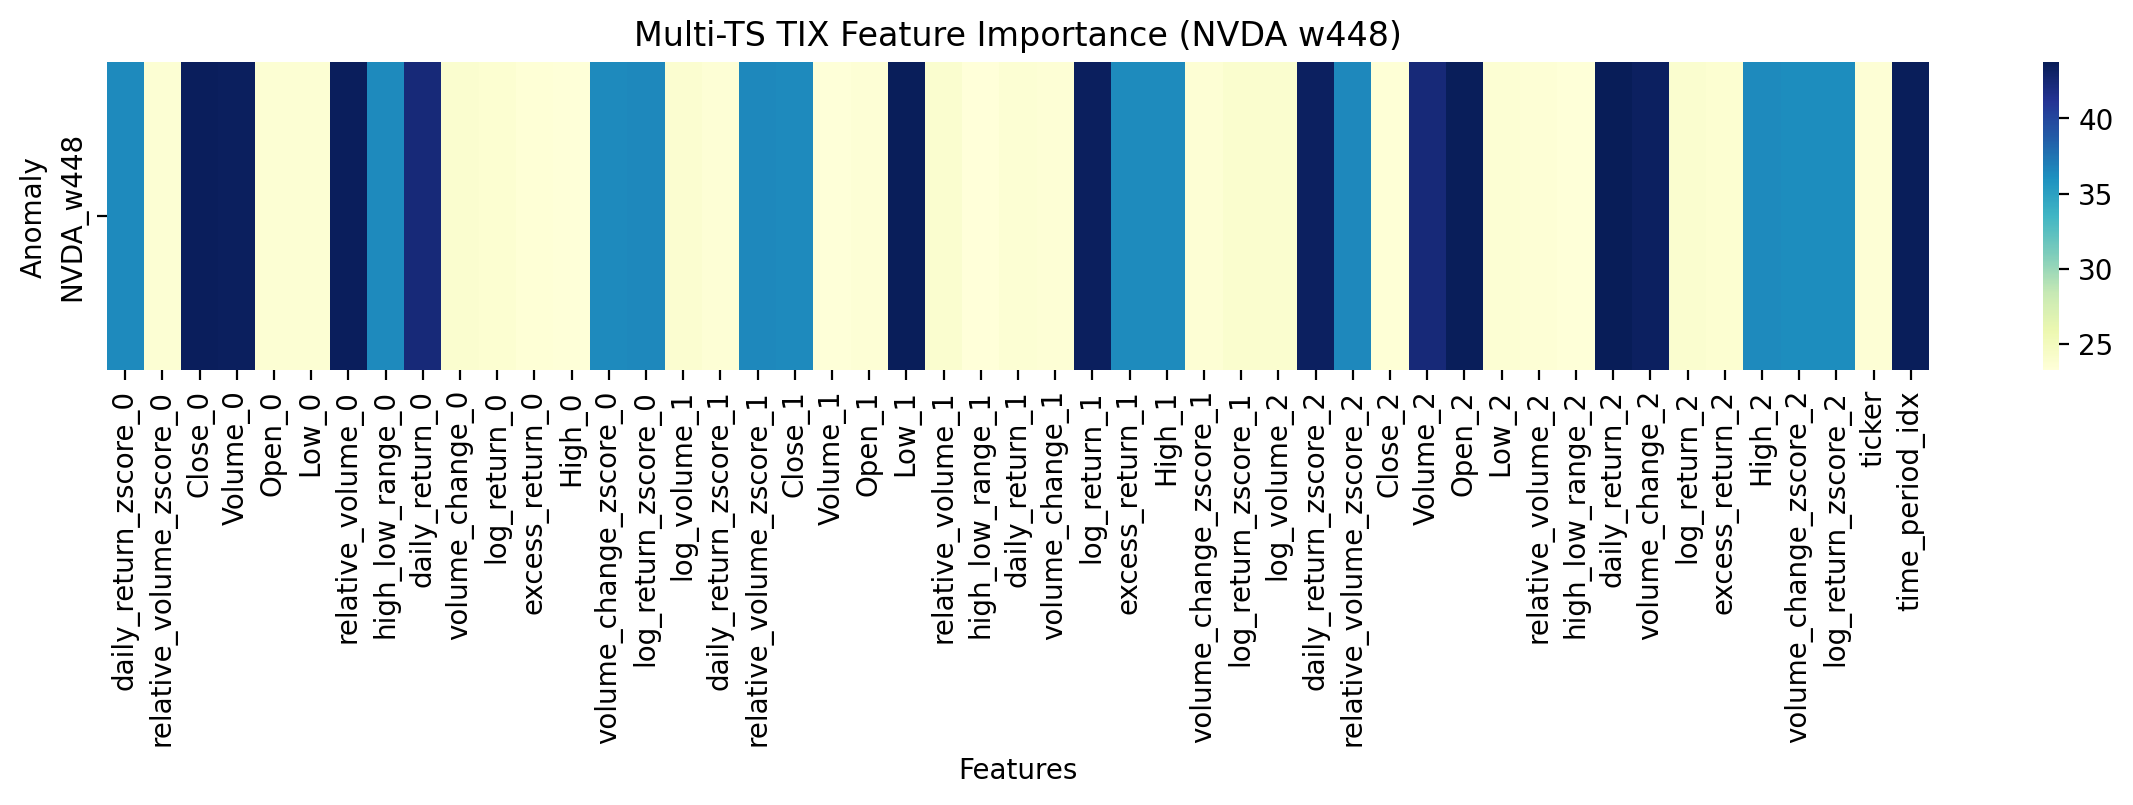 Multi-TS TIX Feature Importance (NVDA w448)
Anomaly
NVDA_w448
40
35
30
25
daily_return_zscore_0
relative_volume_zscore_0
Close_0
Volume_0
Open_0
Low_0
relative_volume_0
high_low_range_0
daily_return_0
volume_change_0
log_return_0
excess_return_0
High_0
volume_change_zscore_0
log_return_zscore_0
log_volume_1
daily_return_zscore_1
relative_volume_zscore_1
Close_1
Volume_1
Open_1
Low_1
relative_volume_1
high_low_range_1
daily_return_1
volume_change_1
log_return_1
excess_return_1
High_1
volume_change_zscore_1
log_return_zscore_1
log_volume_2
daily_return_zscore_2
relative_volume_zscore_2
Close_2
Volume_2
Open_2
Low_2
relative_volume_2
high_low_range_2
daily_return_2
volume_change_2
log_return_2
excess_return_2
High_2
volume_change_zscore_2
log_return_zscore_2
ticker
time_period_idx
Features